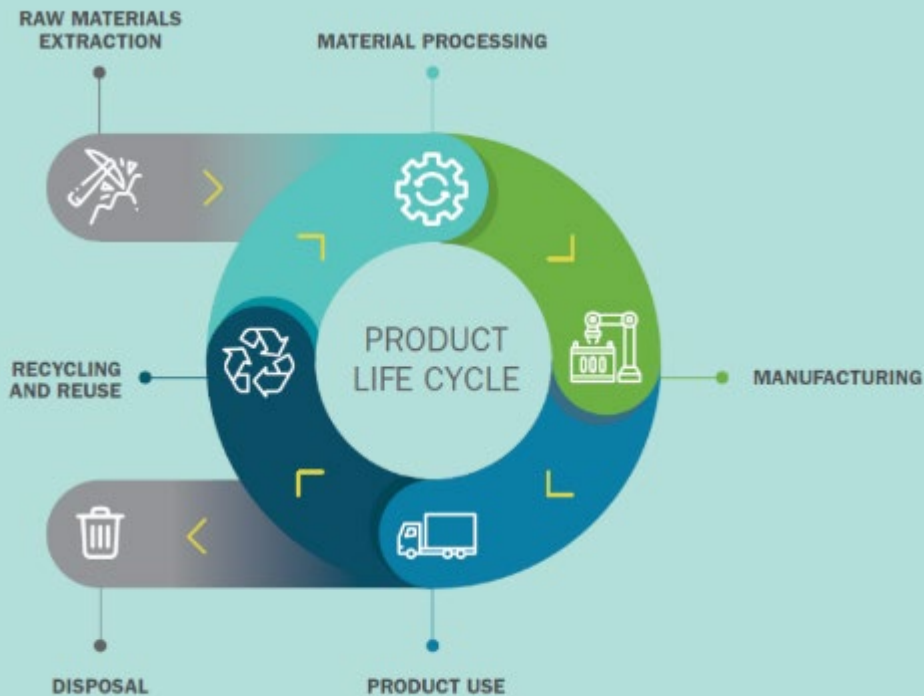 RAW MATERIALS
EXTRACTION
MATERIAL PROCESSING
PRODUCT
LIFE CYCLE
RECYCLING
AND REUSE
MANUFACTURING
DISPOSAL
PRODUCT USE